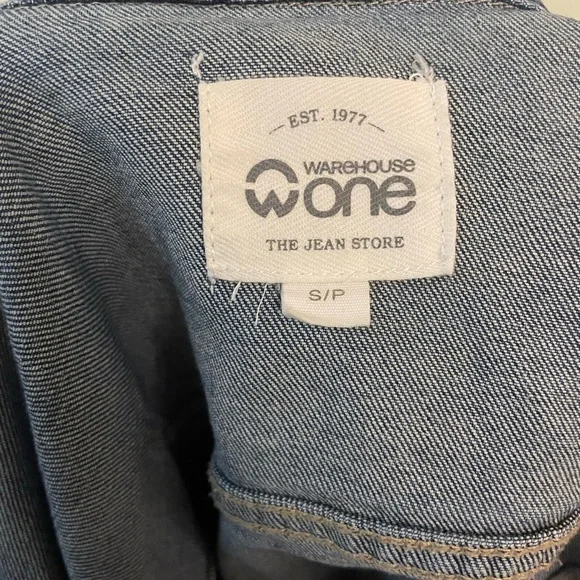 EST. 1977
WAREHOUSE
one
THE JEAN STORE
S/P